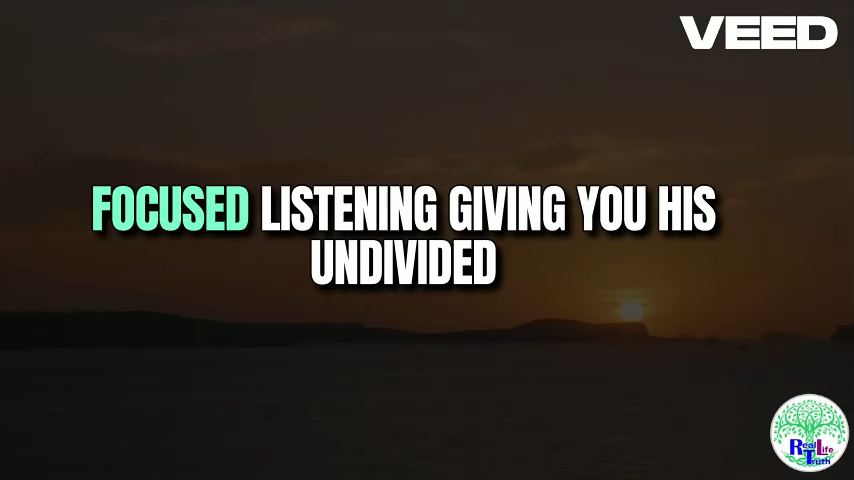 VEED
FOCUSED LISTENING GIVING YOU HIS
UNDIVIDED
Real Life
Truth